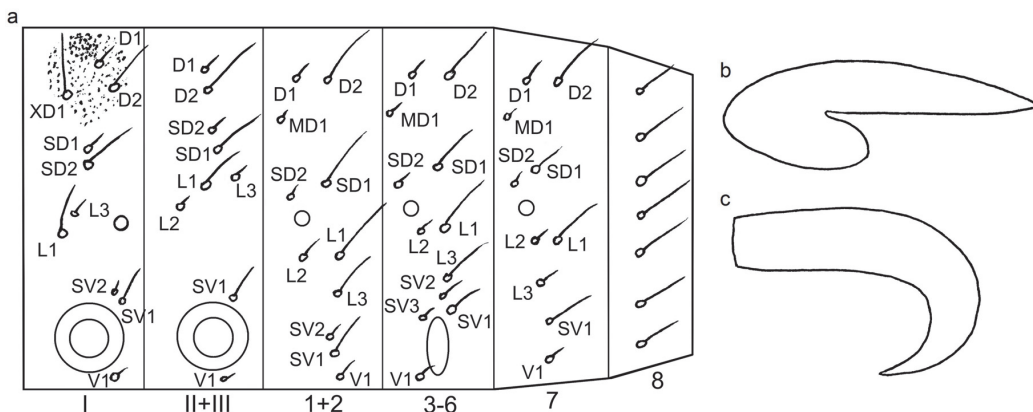 a
D1
XD1
D2
SD1
SD2
L3
L1
SV2
SV1
V1
I
D1
D2
SD2
SD1
L1
L3
L2
SV1
V1
II+III
D1
D2
MD1
SD2
SD1
L1
L2
L3
SV2
SV1
V1
1+2
D1
D2
MD1
SD2
SD1
L1
L2
L3
SV2
SV3
SV1
V1
3-6
D1
D2
MD1
SD2
SD1
L2
L1
L3
SV1
V1
7
8
b
c